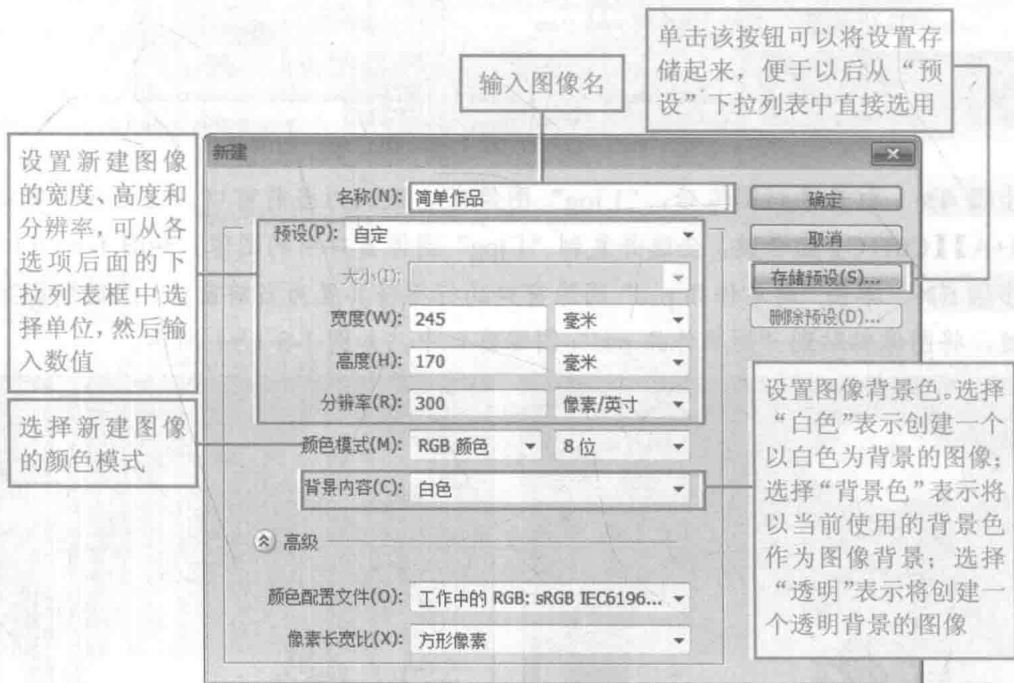 单击该按钮可以将设置存
储起来，便于以后从“预
设”下拉列表中直接选用
输入图像名
设置新建图像
的宽度、高度和
分辨率，可从各
选项后面的下
拉列表框中选
择单位，然后输
入数值
选择新建图像
的颜色模式
新建
名称(N): 简单作品
确定
预设(P): 自定
取消
大小(I):
存储预设(S)...
宽度(W): 245 毫米
删除预设(D)...
高度(H): 170 毫米
分辨率(R): 300 像素/英寸
颜色模式(M): RGB 颜色 8 位
背景内容(C): 白色
高级
颜色配置文件(O): 工作中的 RGB: sRGB IEC6196...
像素长宽比(X): 方形像素
设置图像背景色。选择
“白色”表示创建一个
以白色为背景的图像；
选择“背景色”表示将
以当前使用的背景色
作为图像背景；选择
“透明”表示将创建一
个透明背景的图像